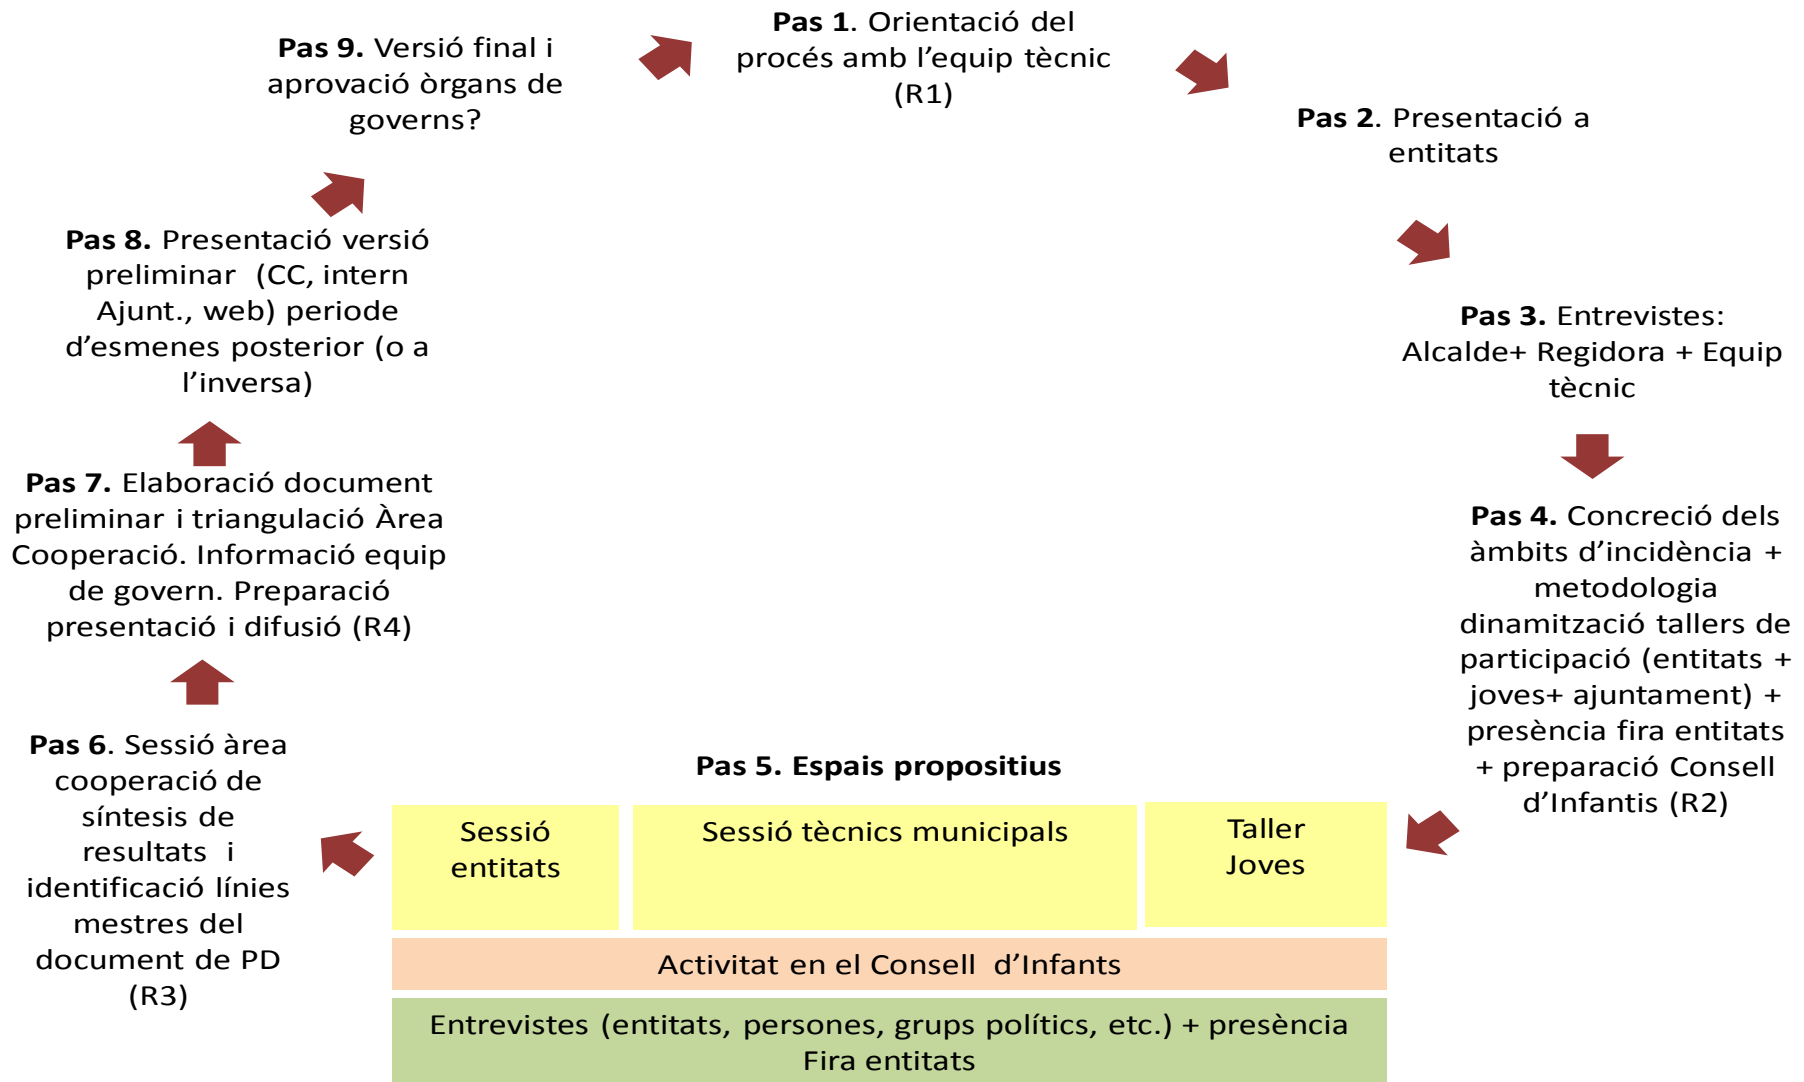 Pas 1. Orientació del
procés amb l’equip tècnic
(R1)
Pas 2. Presentació a
entitats
Pas 3. Entrevistes:
Alcalde+ Regidora + Equip
tècnic
Pas 4. Concreció dels
àmbits d’incidència +
metodologia
dinamització tallers de
participació (entitats +
joves+ ajuntament) +
presència fira entitats
+ preparació Consell
d’Infantis (R2)
Pas 5. Espais propositius
Sessió
entitats
Sessió tècnics municipals
Taller
Joves
Activitat en el Consell d’Infants
Entrevistes (entitats, persones, grups polítics, etc.) + presència
Fira entitats
Pas 6. Sessió àrea
cooperació de
síntesis de
resultats i
identificació línies
mestres del
document de PD
(R3)
Pas 7. Elaboració document
preliminar i triangulació Àrea
Cooperació. Informació equip
de govern. Preparació
presentació i difusió (R4)
Pas 8. Presentació versió
preliminar (CC, intern
Ajunt., web) periode
d’esmenes posterior (o a
l’inversa)
Pas 9. Versió final i
aprovació òrgans de
governs?